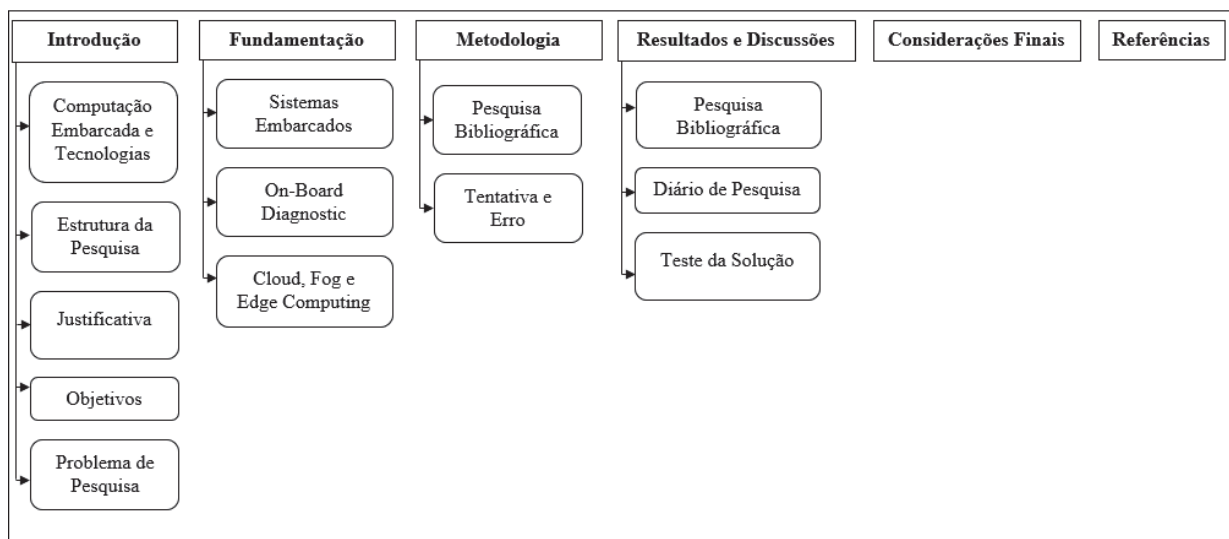 Introdução
Computação
Embarcada e
Tecnologias
Estrutura da
Pesquisa
Justificativa
Objetivos
Problema de
Pesquisa
Fundamentação
Sistemas
Embarcados
On-Board
Diagnostic
Cloud, Fog e
Edge Computing
Metodologia
Pesquisa
Bibliográfica
Tentativa e
Erro
Resultados e Discussões
Pesquisa
Bibliográfica
Diário de Pesquisa
Teste da Solução
Considerações Finais
Referências